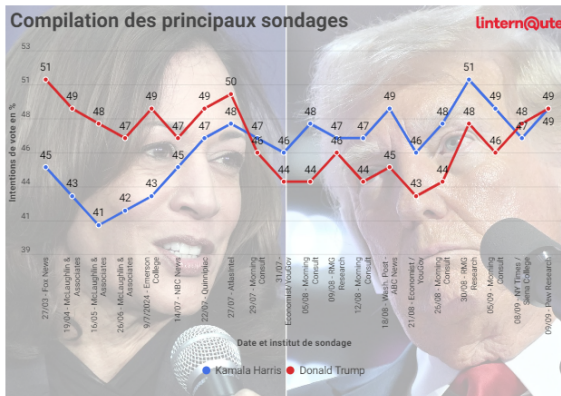 Compilation des principaux sondages
lintern@ute
Intentions de vote en %
53
51
48
46
44
41
39
51 49 48 47 49 47 49 50 46 44 44 46 44 45 43 44 48 46 47 49
45 43 41 42 43 45 47 48 47 46 48 47 47 49 46 48 51 49 48 49
27/03 - Fox News
19/04 - McLaughlin &
Associates
16/05 - McLaughlin &
Associates
26/06 - McLaughlin &
Associates
9/7/2024 - Emerson
College
14/07 - NBC News
22/07 - Quinnipiac
27/07 - AtlasIntel
29/07 - Morning
Consult
31/07 -
Economist/YouGov
05/08 - Morning
Consult
09/08 - RMG
Research
12/08 - Morning
Consult
18/08 - Wash. Post -
ABC News
21/08 - Economist /
YouGov
26/08 - Morning
Consult
30/08 - RMG
Research
05/09 - Morning
Consult
08/09 - NY Times /
Siena College
09/09 - Pew Research
Date et institut de sondage
Kamala Harris Donald Trump